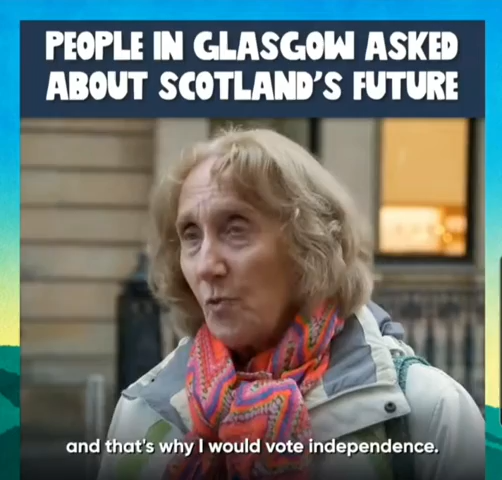 PEOPLE IN GLASGOW ASKED
ABOUT SCOTLAND'S FUTURE
and that's why I would vote independence.